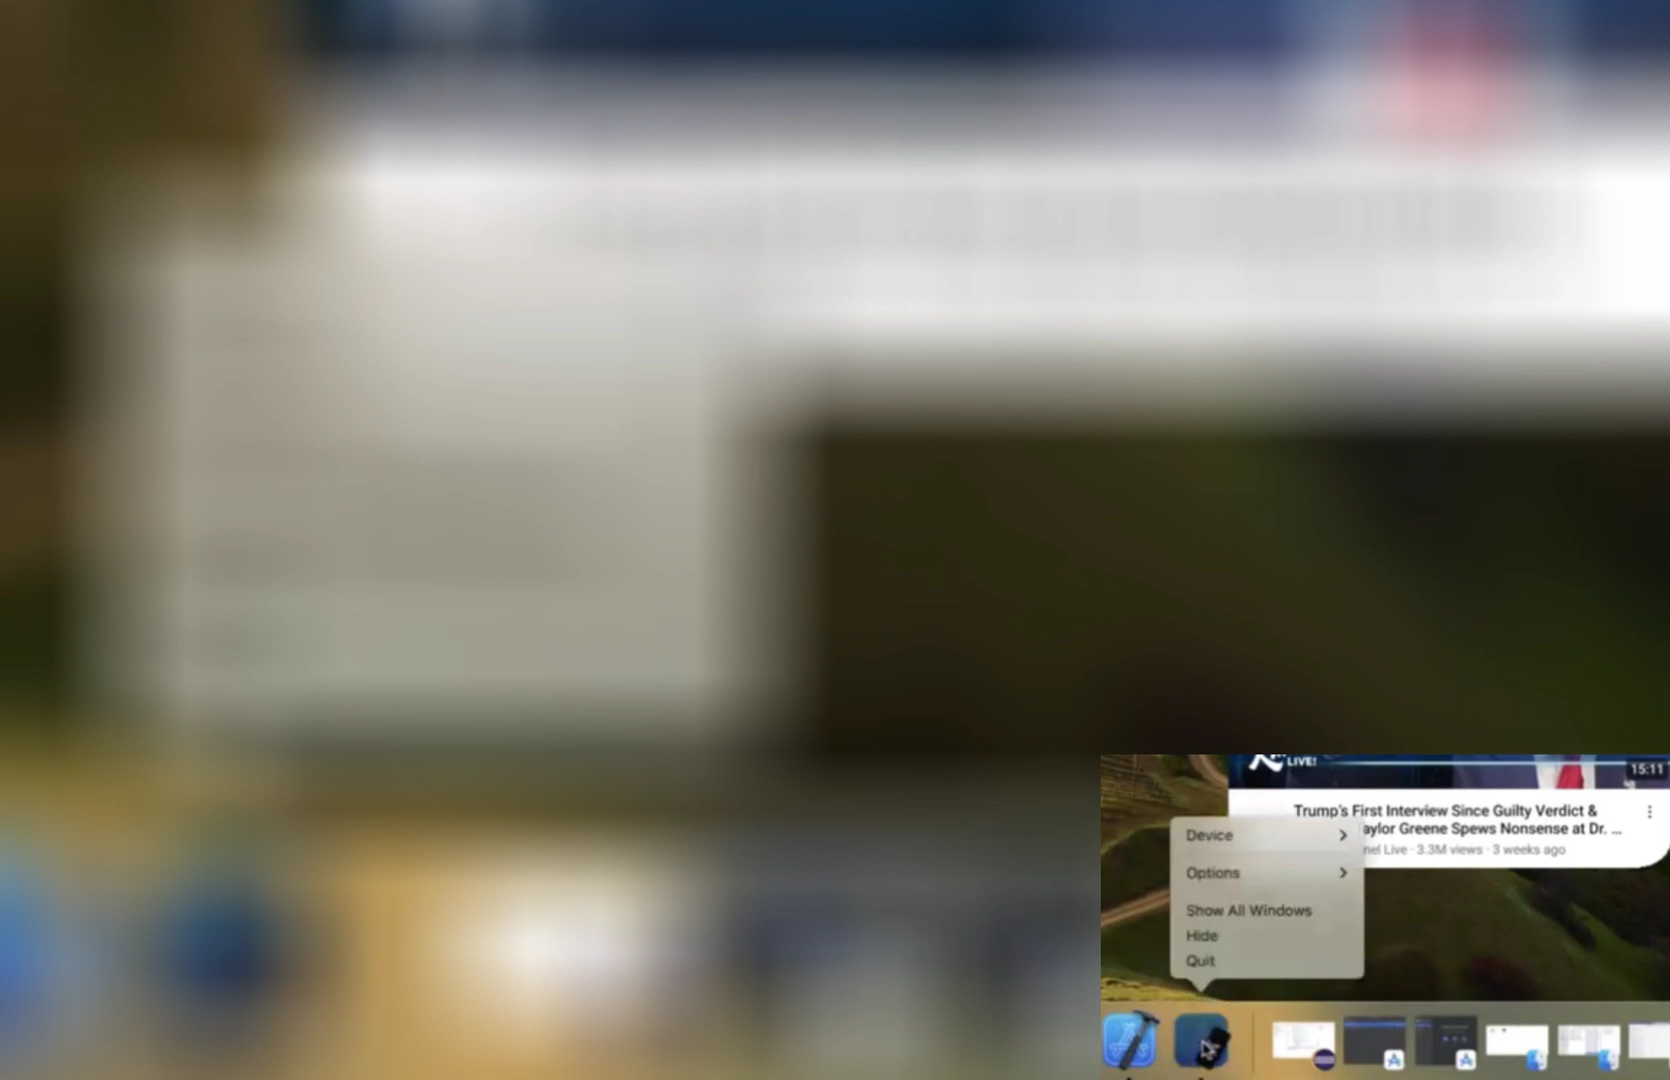 LIVE!
15:11
Trump's First Interview Since Guilty Verdict &
aylor Greene Spews Nonsense at Dr. ...
nel Live · 3.3M views · 3 weeks ago
Device
Options
Show All Windows
Hide
Quit